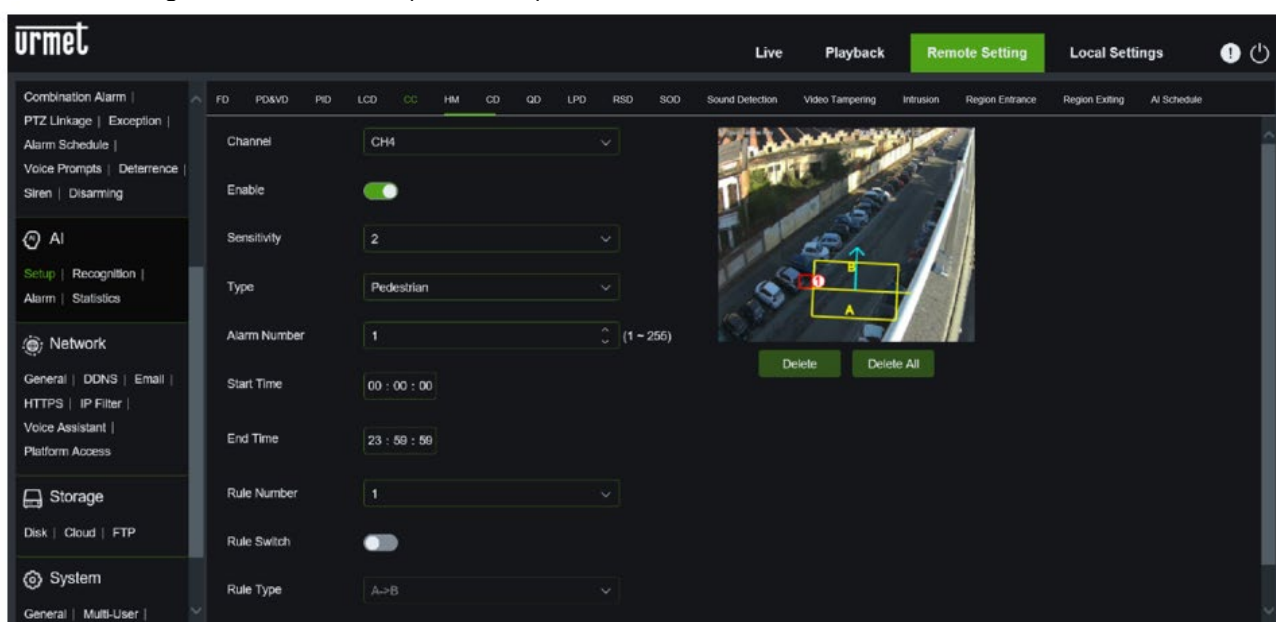 urmet
Live Playback Remote Setting Local Settings
Combination Alarm |
PTZ Linkage | Exception |
Alarm Schedule |
Voice Prompts | Deterrence |
Siren | Disarming
AI
Setup | Recognition |
Alarm | Statistics
Network
General | DDNS | Email |
HTTPS | IP Filter |
Voice Assistant |
Platform Access
Storage
Disk | Cloud | FTP
System
General | Multi-User |
FD PD&VD PID LCD CC HM CD QD LPD RSD SOD Sound Detection Video Tampering Intrusion Region Entrance Region Exiting AI Schedule
Channel CH4
Enable
Sensitivity 2
Type Pedestrian
Alarm Number 1 (1 ~ 255)
Start Time 00 : 00 : 00
End Time 23 : 59 : 59
Rule Number 1
Rule Switch
Rule Type A->B
B
1
A
Delete Delete All